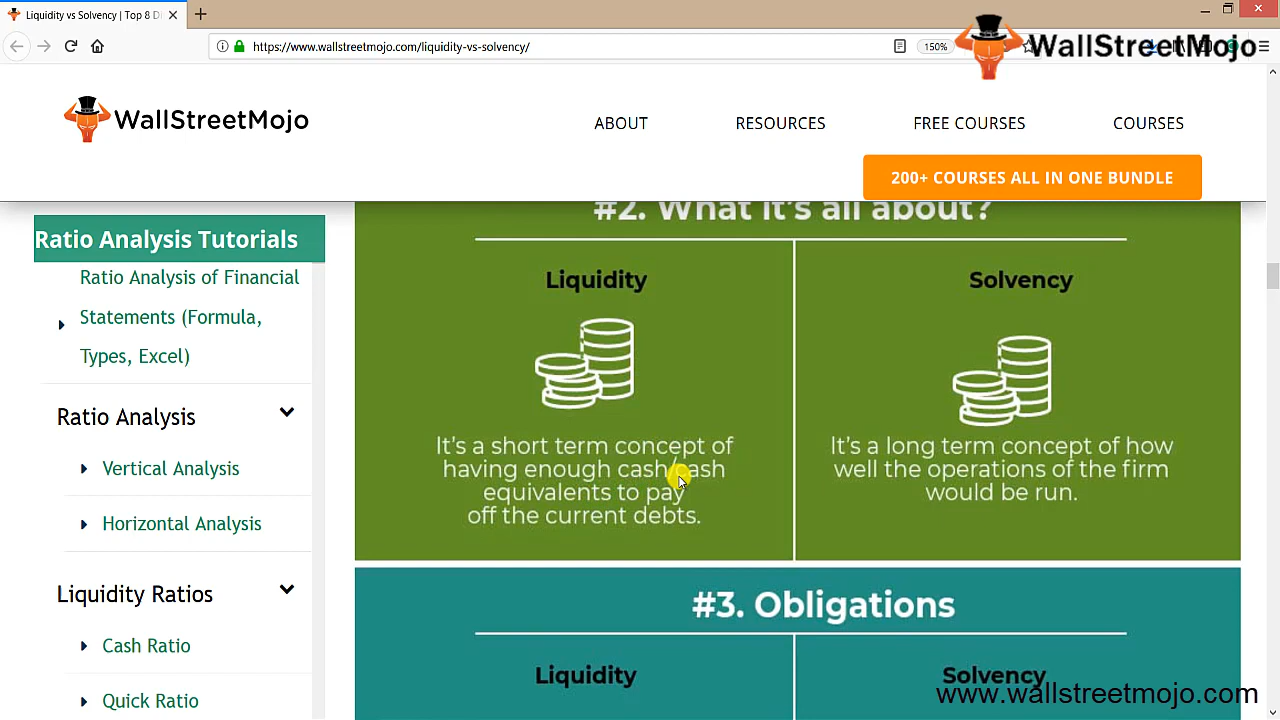 Liquidity vs Solvency | Top 8 D
https://www.wallstreetmojo.com/liquidity-vs-solvency/
150%
WallStreetMojo
WallStreetMojo
ABOUT
RESOURCES
FREE COURSES
COURSES
200+ COURSES ALL IN ONE BUNDLE
Ratio Analysis Tutorials
Ratio Analysis of Financial
Statements (Formula,
Types, Excel)
Ratio Analysis
Vertical Analysis
Horizontal Analysis
Liquidity Ratios
Cash Ratio
Quick Ratio
#2. What it's all about?
Liquidity
It's a short term concept of
having enough cash/cash
equivalents to pay
off the current debts.
Solvency
It's a long term concept of how
well the operations of the firm
would be run.
#3. Obligations
Liquidity
Solvency
www.wallstreetmojo.com